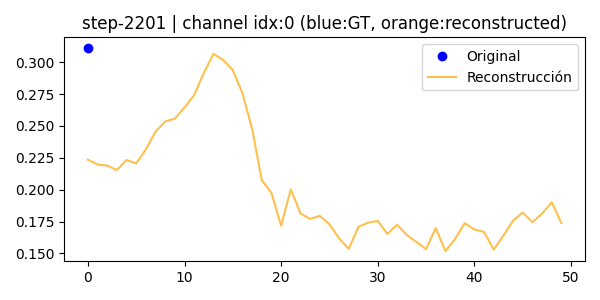 step-2201 | channel idx:0 (blue:GT, orange:reconstructed)
Original
Reconstrucción
0.300
0.275
0.250
0.225
0.200
0.175
0.150
0 10 20 30 40 50